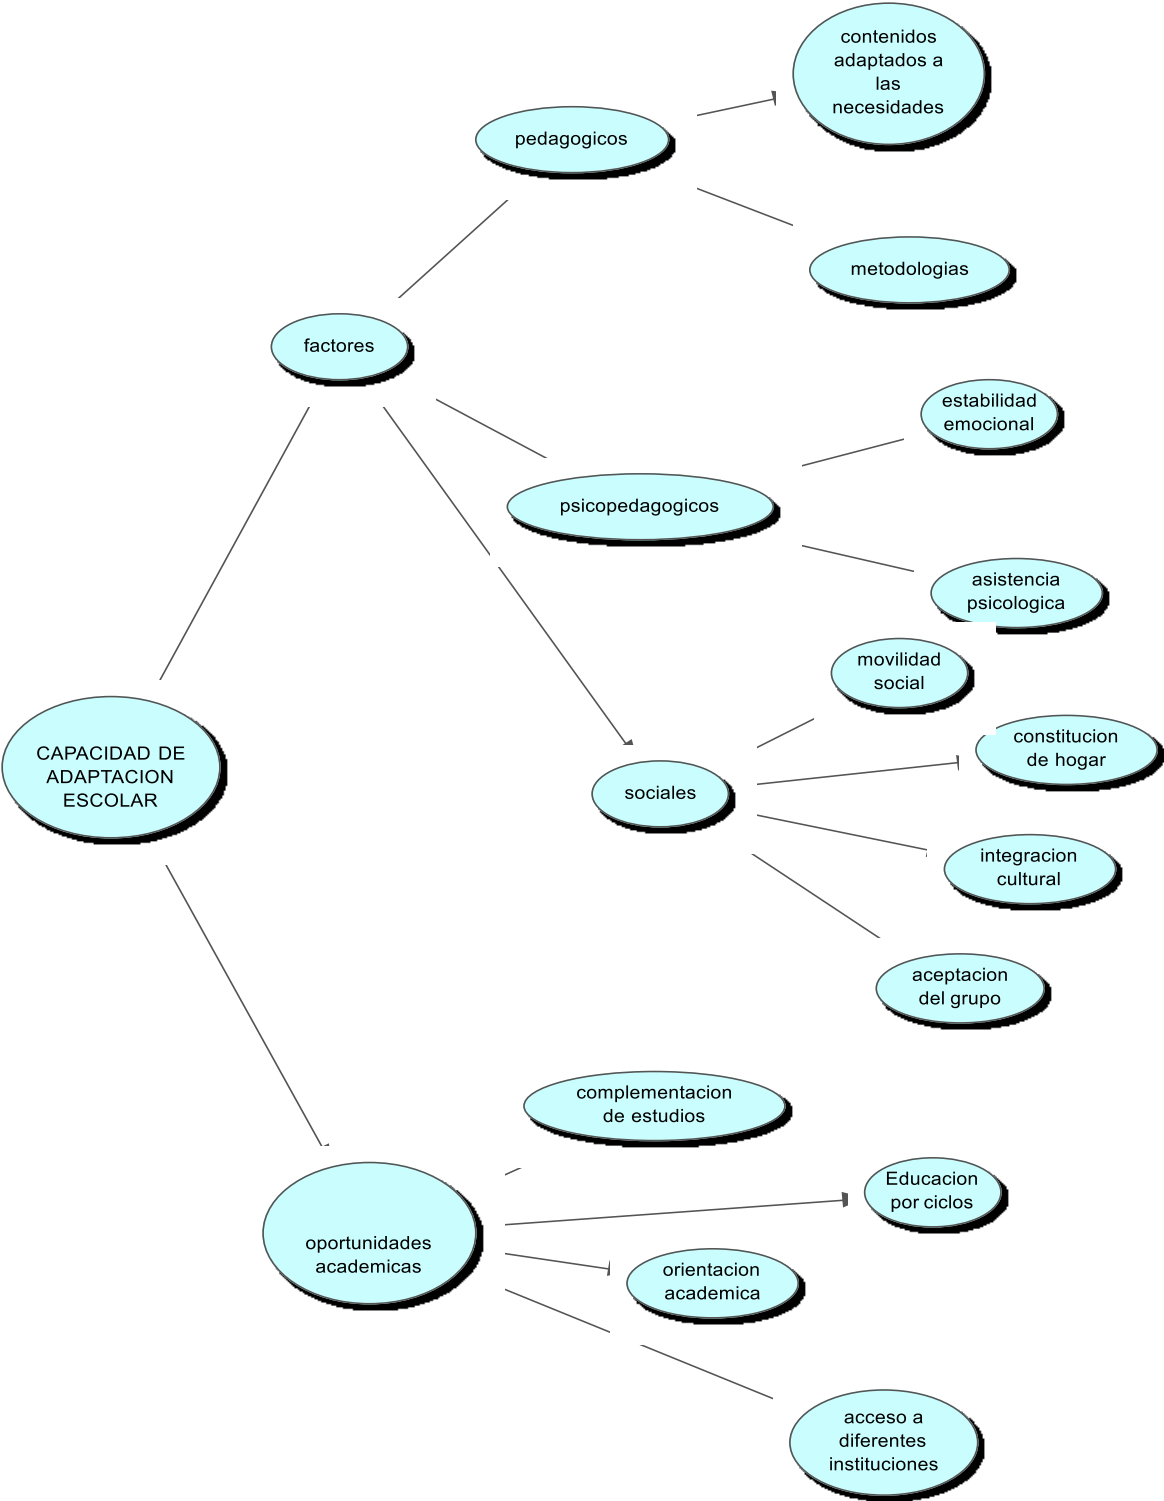 contenidos
adaptados a
las
necesidades
pedagogicos
metodologias
factores
estabilidad
emocional
psicopedagogicos
asistencia
psicologica
movilidad
social
CAPACIDAD DE
ADAPTACION
ESCOLAR
constitucion
de hogar
sociales
integracion
cultural
aceptacion
del grupo
complementacion
de estudios
Educacion
por ciclos
oportunidades
academicas
orientacion
academica
acceso a
diferentes
instituciones